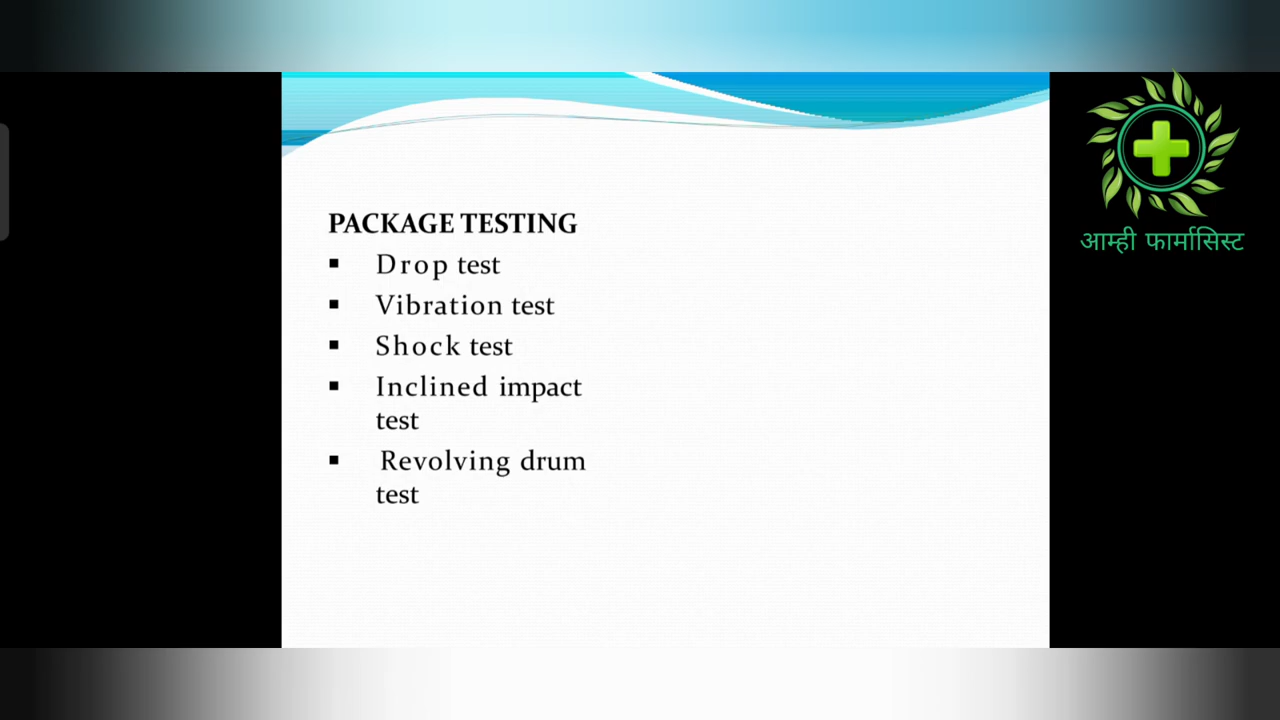 PACKAGE TESTING
▪ Drop test
▪ Vibration test
▪ Shock test
▪ Inclined impact
test
▪ Revolving drum
test
आम्ही फार्मासिस्ट